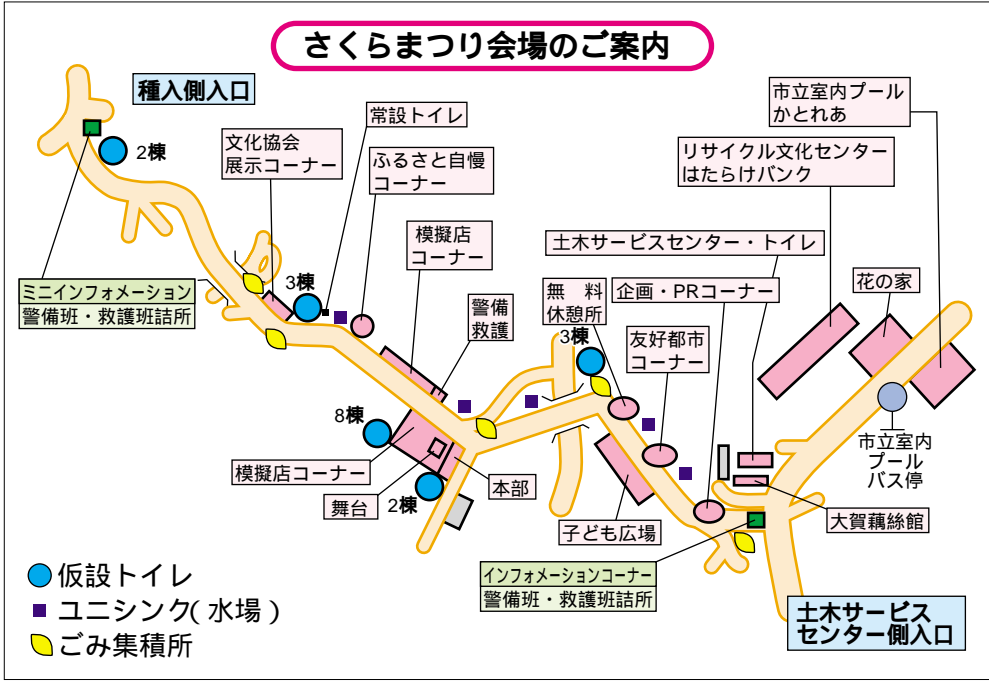 さくらまつり会場のご案内
種入側入口
2棟
文化協会
展示コーナー
常設トイレ
ふるさと自慢
コーナー
模擬店
コーナー
市立室内プール
かとれあ
リサイクル文化センター
はたらけバンク
土木サービスセンター・トイレ
企画・PRコーナー
花の家
ミニインフォメーション
警備班・救護班詰所
3棟
警備
救護
無料
休憩所
3棟
友好都市
コーナー
8棟
模擬店コーナー
舞台
2棟
本部
子ども広場
市立室内
プール
バス停
大賀藕絲館
インフォメーションコーナー
警備班・救護班詰所
土木サービス
センター側入口
仮設トイレ
ユニシンク(水場)
ごみ集積所